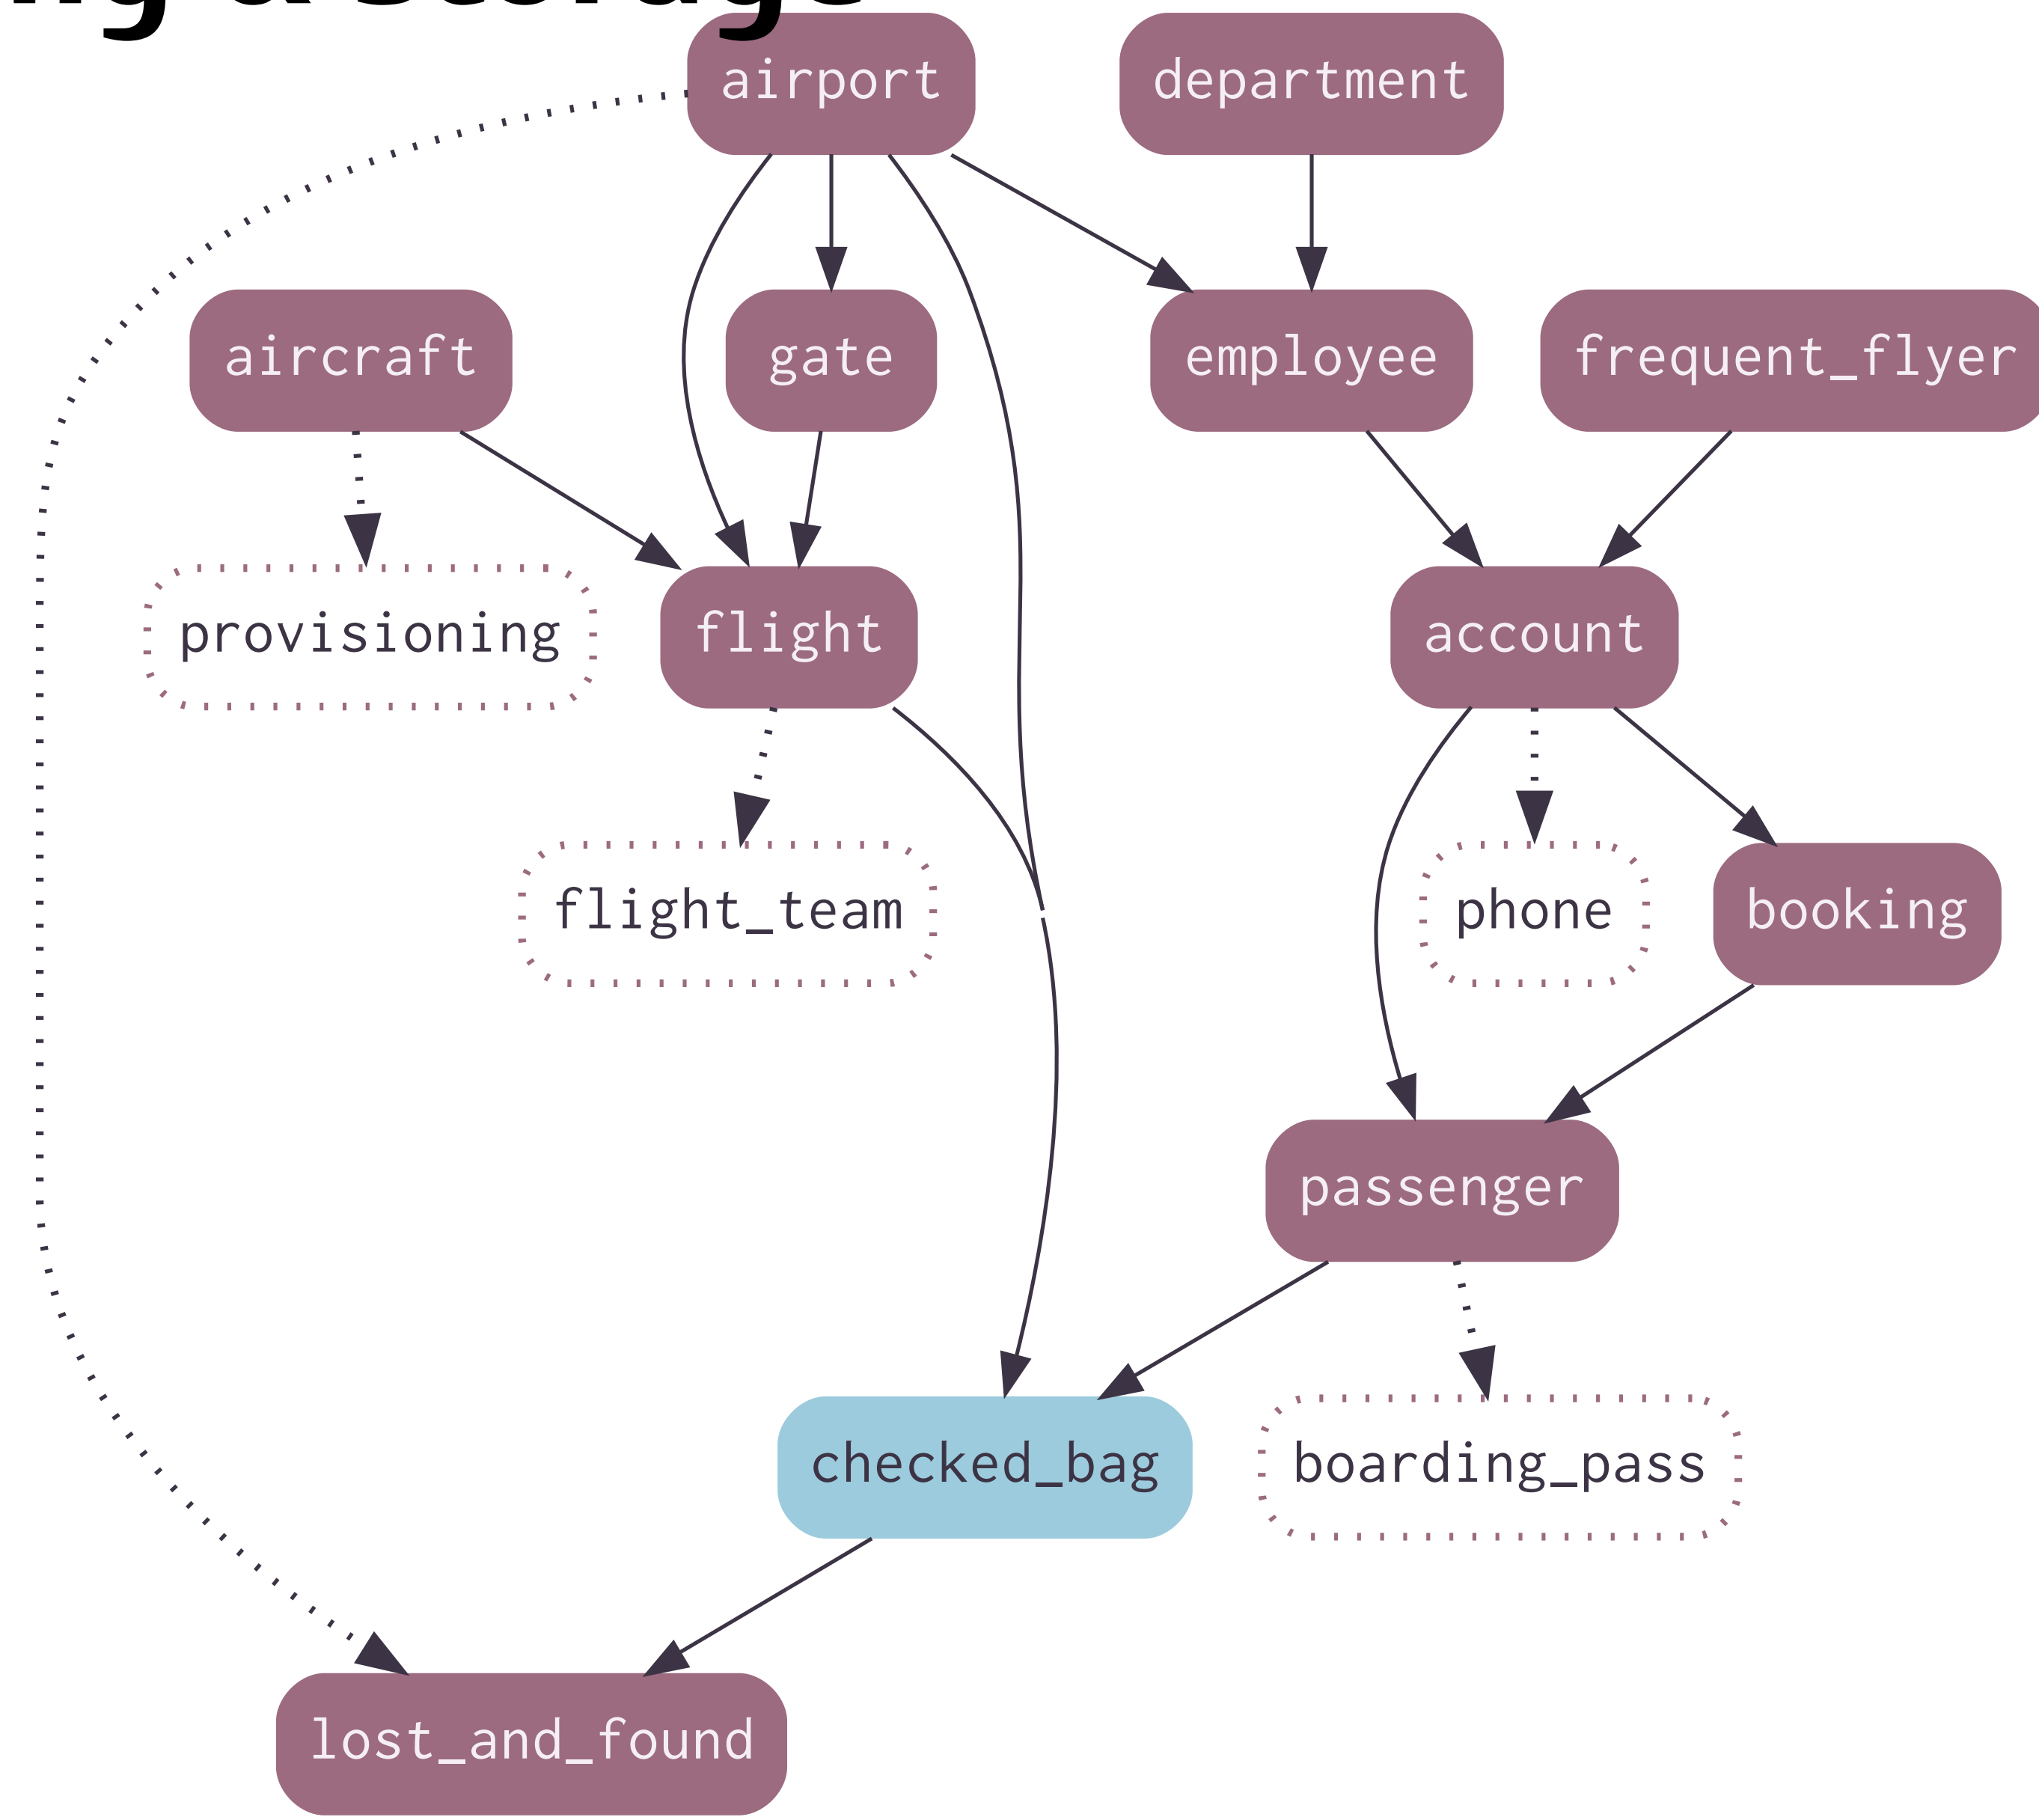 airport
department
aircraft
gate
employee
frequent_flyer
provisioning
flight
account
flight_team
phone
booking
passenger
checked_bag
boarding_pass
lost_and_found